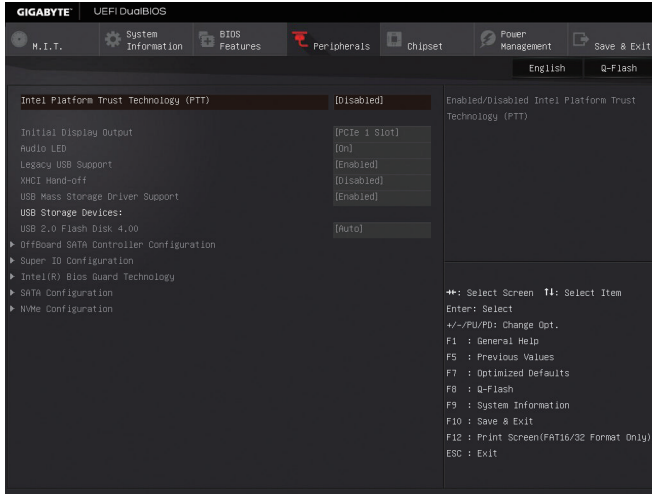 GIGABYTE™ UEFI DualBIOS
M.I.T.
System Information
BIOS Features
Peripherals
Chipset
Power Management
Save & Exit
English
Q-Flash
Intel Platform Trust Technology (PTT) [Disabled]
Initial Display Output [PCIe 1 Slot]
Audio LED [On]
Legacy USB Support [Enabled]
XHCI Hand-off [Disabled]
USB Mass Storage Driver Support [Enabled]
USB Storage Devices:
USB 2.0 Flash Disk 4.00 [Auto]
OffBoard SATA Controller Configuration
Super IO Configuration
Intel(R) Bios Guard Technology
SATA Configuration
NVMe Configuration
Enabled/Disabled Intel Platform Trust
Technology (PTT)
→←: Select Screen ↑↓: Select Item
Enter: Select
+/-/PU/PD: Change Opt.
F1 : General Help
F5 : Previous Values
F7 : Optimized Defaults
F8 : Q-Flash
F9 : System Information
F10 : Save & Exit
F12 : Print Screen(FAT16/32 Format Only)
ESC : Exit